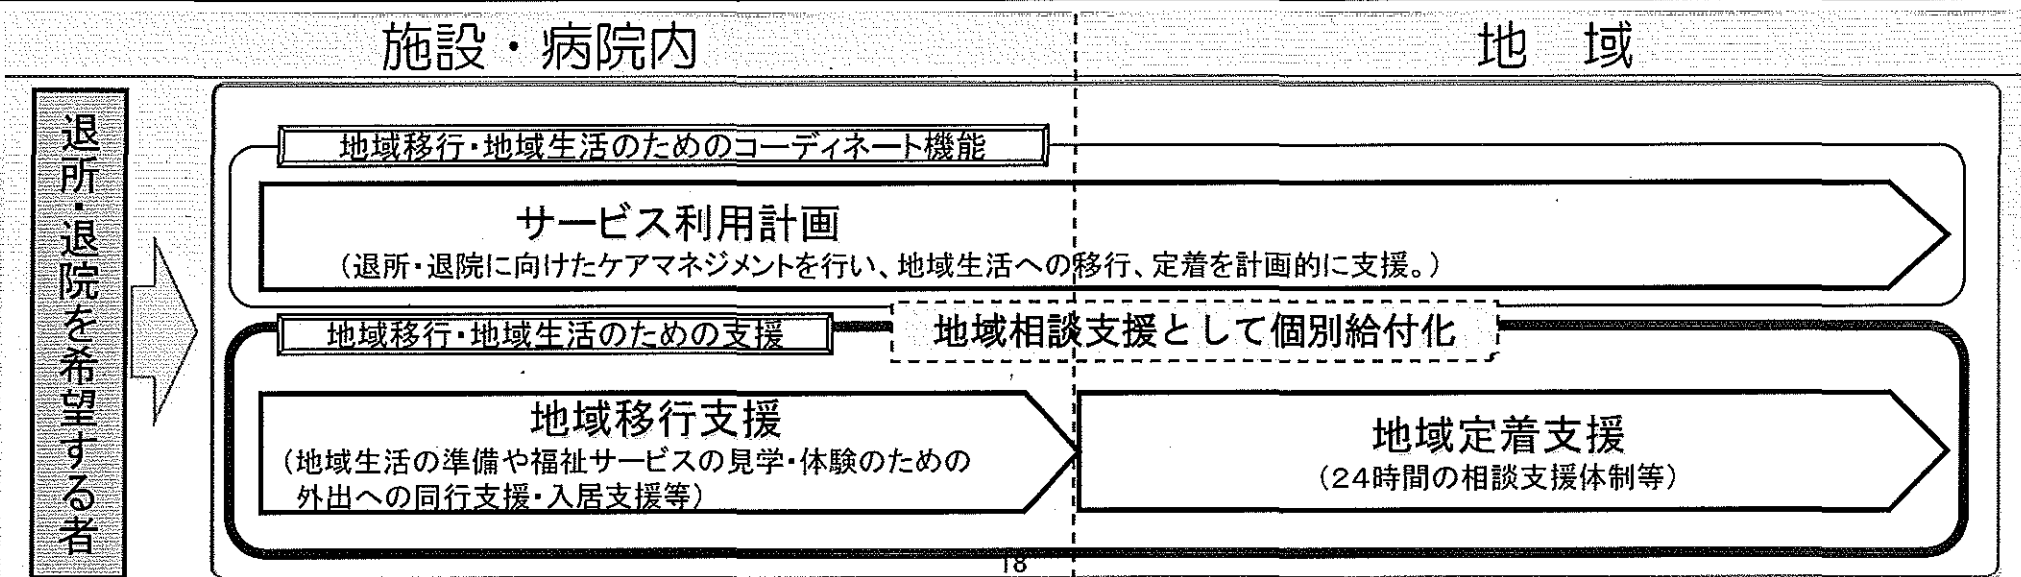 施設・病院内
地 域
退所・退院を希望する者
地域移行・地域生活のためのコーディネート機能
サービス利用計画
(退所・退院に向けたケアマネジメントを行い、地域生活への移行、定着を計画的に支援。)
地域移行・地域生活のための支援
地域相談支援として個別給付化
地域移行支援
(地域生活の準備や福祉サービスの見学・体験のための
外出への同行支援・入居支援等)
地域定着支援
(24時間の相談支援体制等)
18